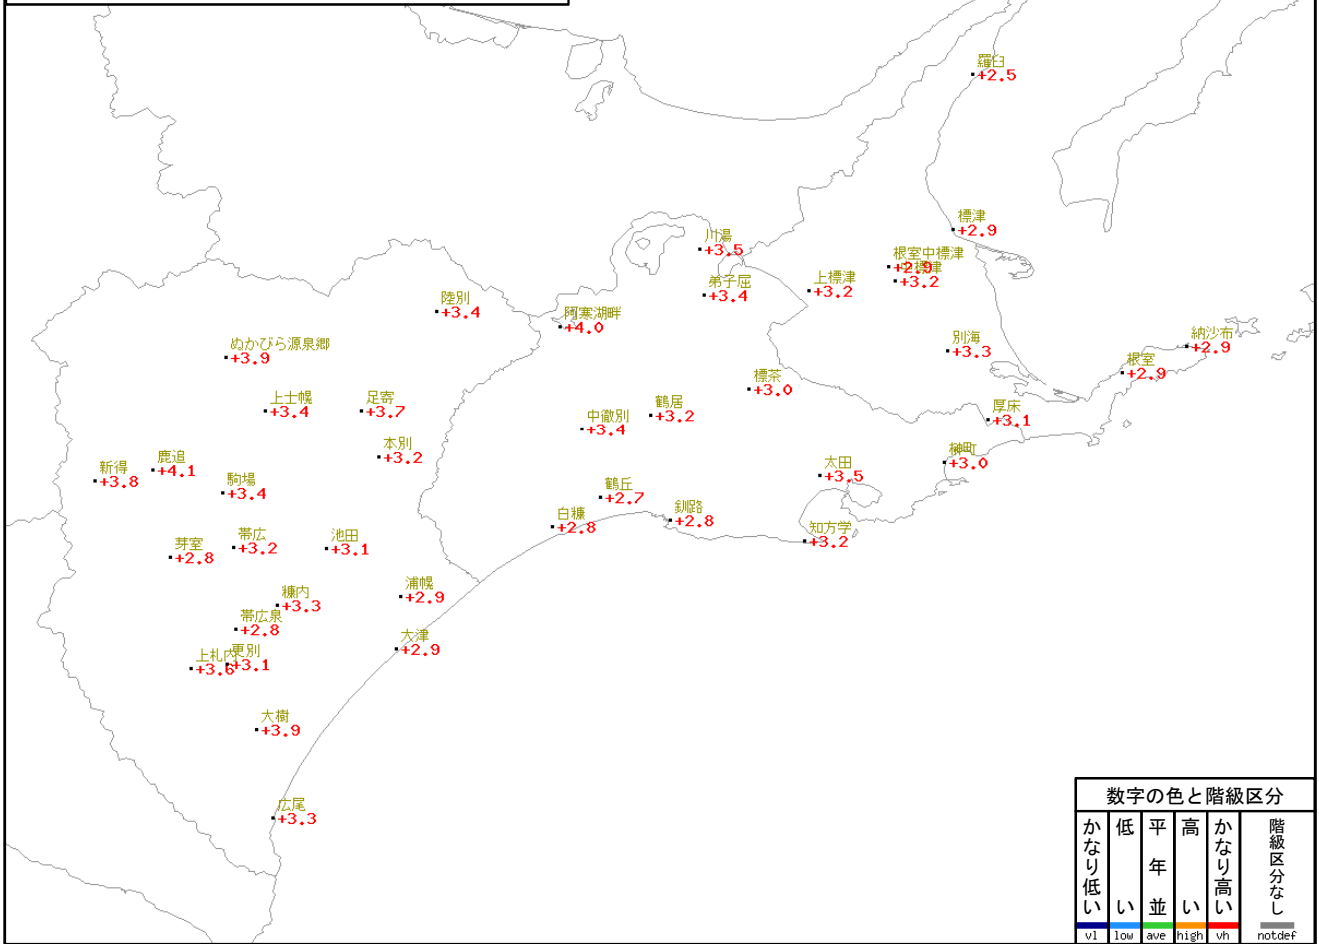 羅臼
+2.5
標津
+2.9
川湯
+3.5
根室中標津
+2.9
中標津
+3.2
弟子屈
+3.4
上標津
+3.2
陸別
+3.4
阿寒湖畔
+4.0
ぬかびら源泉郷
+3.9
別海
+3.3
納沙布
+2.9
根室
+2.9
標茶
+3.0
上士幌
+3.4
足寄
+3.7
鶴居
+3.2
厚床
+3.1
中徹別
+3.4
本別
+3.2
榊町
+3.0
鹿追
+4.1
新得
+3.8
太田
+3.5
駒場
+3.4
鶴丘
+2.7
白糠
+2.8
釧路
+2.8
知方学
+3.2
帯広
+3.2
池田
+3.1
芽室
+2.8
浦幌
+2.9
糠内
+3.3
帯広泉
+2.8
大津
+2.9
上札内
+3.6
更別
+3.1
大樹
+3.9
広尾
+3.3
数字の色と階級区分
かなり低い
低い
平年並
高い
かなり高い
階級区分なし
vl low ave high vh notdef